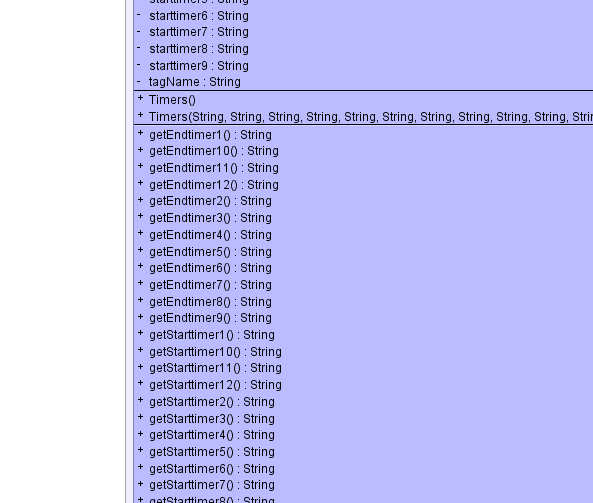 starttimer5 : String
- starttimer6 : String
- starttimer7 : String
- starttimer8 : String
- starttimer9 : String
- tagName : String
+ Timers()
+ Timers(String, String, String, String, String, String, String, String, String, String, String,
+ getEndtimer1() : String
+ getEndtimer10() : String
+ getEndtimer11() : String
+ getEndtimer12() : String
+ getEndtimer2() : String
+ getEndtimer3() : String
+ getEndtimer4() : String
+ getEndtimer5() : String
+ getEndtimer6() : String
+ getEndtimer7() : String
+ getEndtimer8() : String
+ getEndtimer9() : String
+ getStarttimer1() : String
+ getStarttimer10() : String
+ getStarttimer11() : String
+ getStarttimer12() : String
+ getStarttimer2() : String
+ getStarttimer3() : String
+ getStarttimer4() : String
+ getStarttimer5() : String
+ getStarttimer6() : String
+ getStarttimer7() : String
+ getStarttimer8() : String